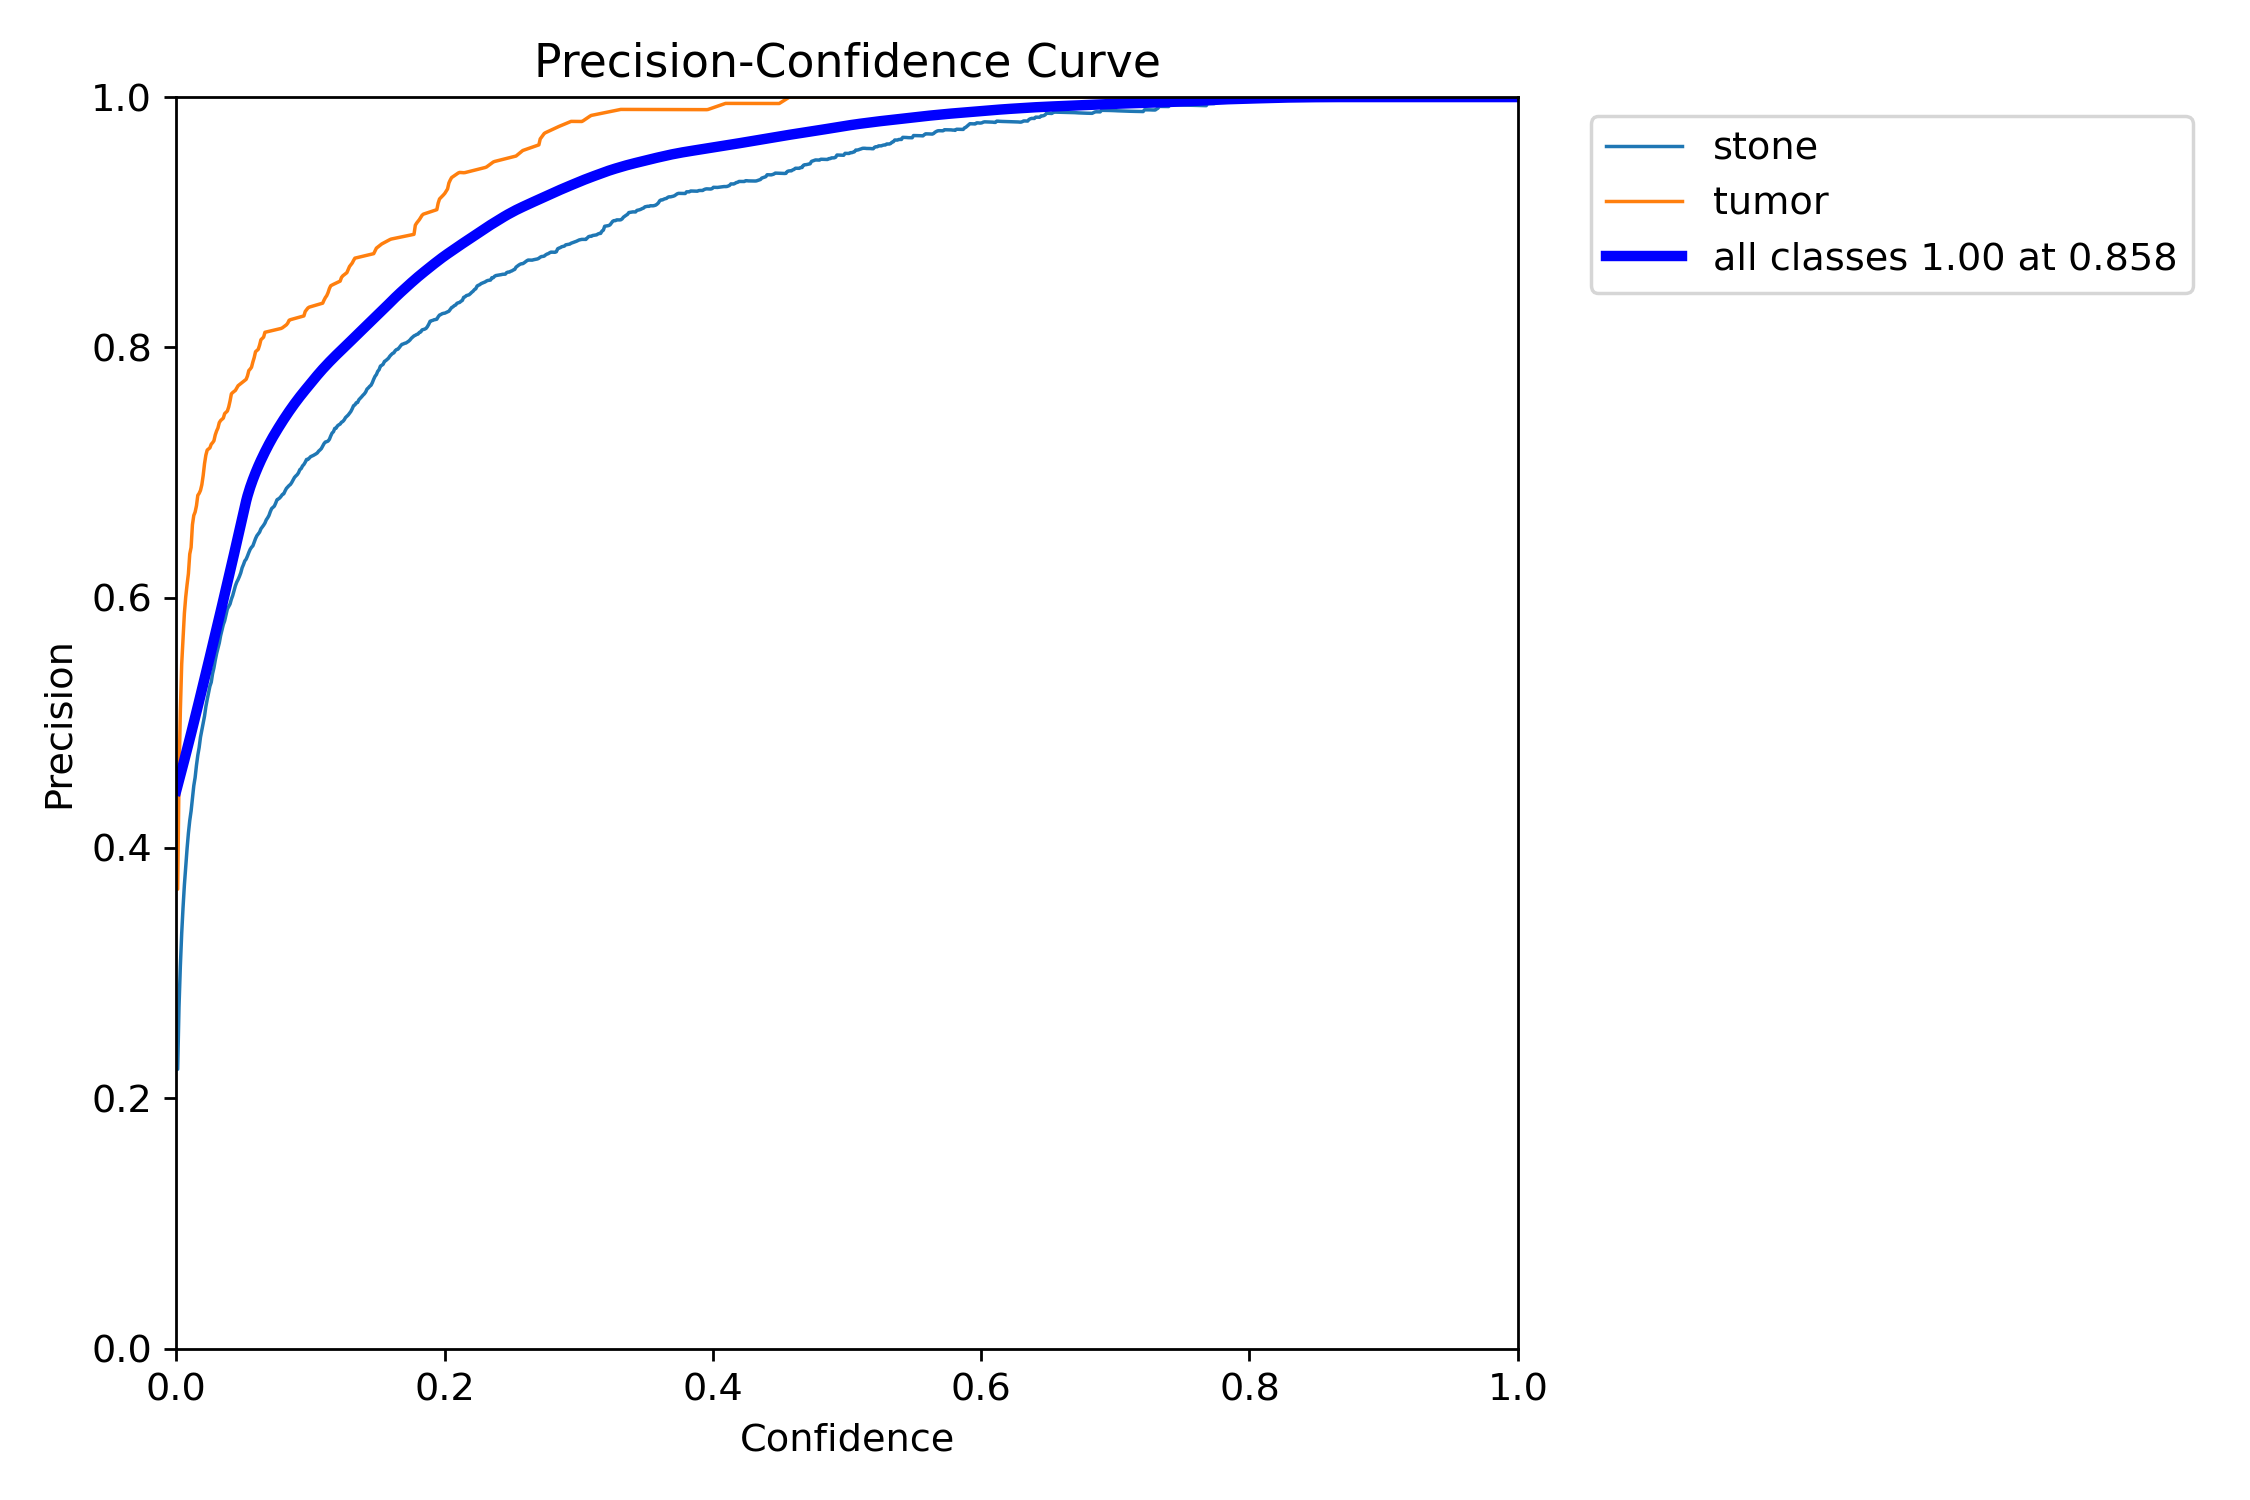 Precision-Confidence Curve
1.0
0.8
0.6
0.4
0.2
0.0
Precision
0.0 0.2 0.4 0.6 0.8 1.0
Confidence
stone
tumor
all classes 1.00 at 0.858